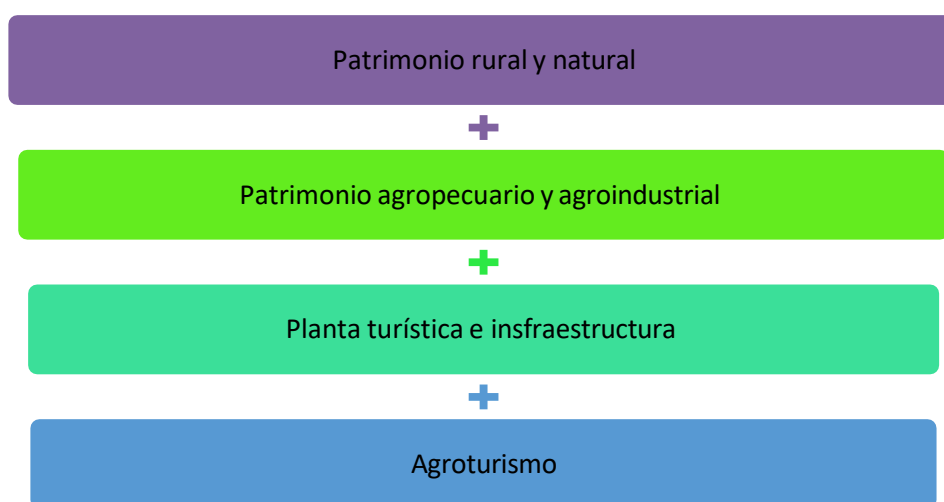 Patrimonio rural y natural
Patrimonio agropecuario y agroindustrial
Planta turística e insfraestructura
Agroturismo